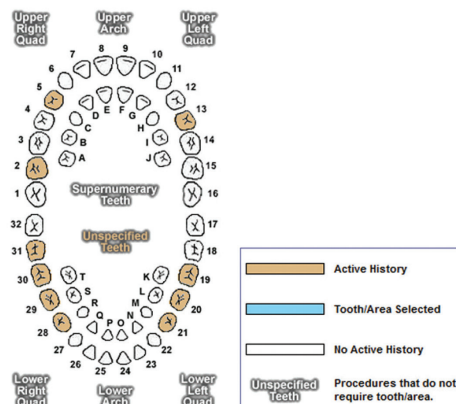 Upper
Right
Quad
Upper
Arch
Upper
Left
Quad
8 9
7 10
6 11
5 12
4 13
3 14
2 15
1 16
E F
D G
C H
B I
A J
Supernumerary
Teeth
Unspecified
Teeth
32 17
31 18
30 19
29 20
28 21
27 22
26 25 24 23
T K
S L
R M
Q P O N
Lower
Right
Quad
Lower
Arch
Lower
Left
Quad
Active History
Tooth/Area Selected
No Active History
Unspecified
Teeth
Procedures that do not
require tooth/area.